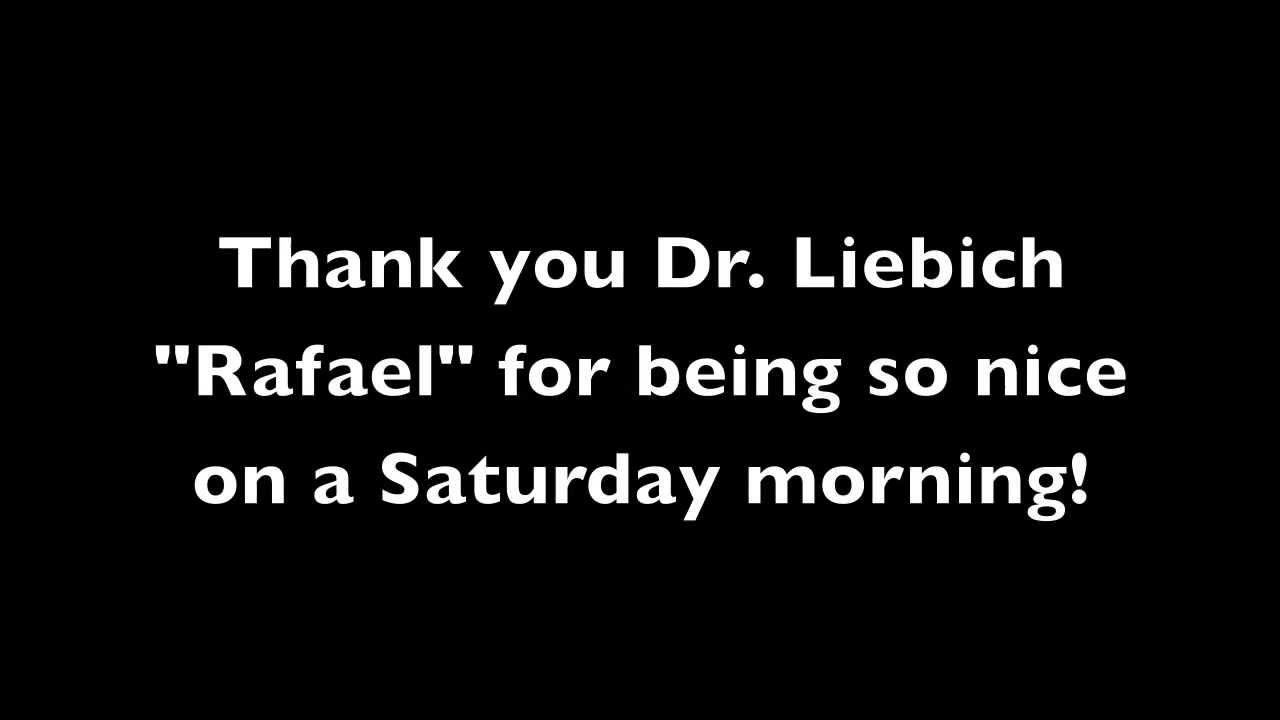 Thank you Dr. Liebich
"Rafael" for being so nice
on a Saturday morning!